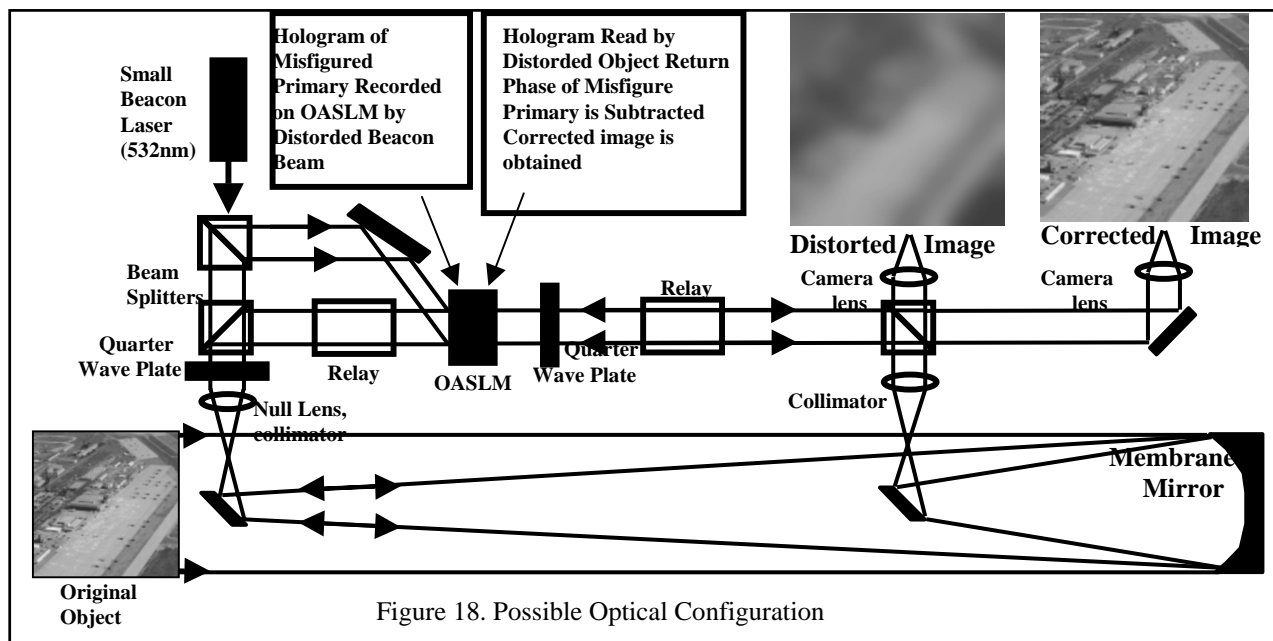 Small
Beacon
Laser
(532nm)
Hologram of
Misfigured
Primary Recorded
on OASLM by
Distorded Beacon
Beam
Hologram Read by
Distorded Object Return
Phase of Misfigure
Primary is Subtracted
Corrected image is
obtained
Distorted Image
Corrected Image
Camera
lens
Camera
lens
Beam
Splitters
Relay
Quarter
Wave Plate
Relay
OASLM
Quarter
Wave Plate
Null Lens,
collimator
Collimator
Membrane
Mirror
Original
Object
Figure 18. Possible Optical Configuration